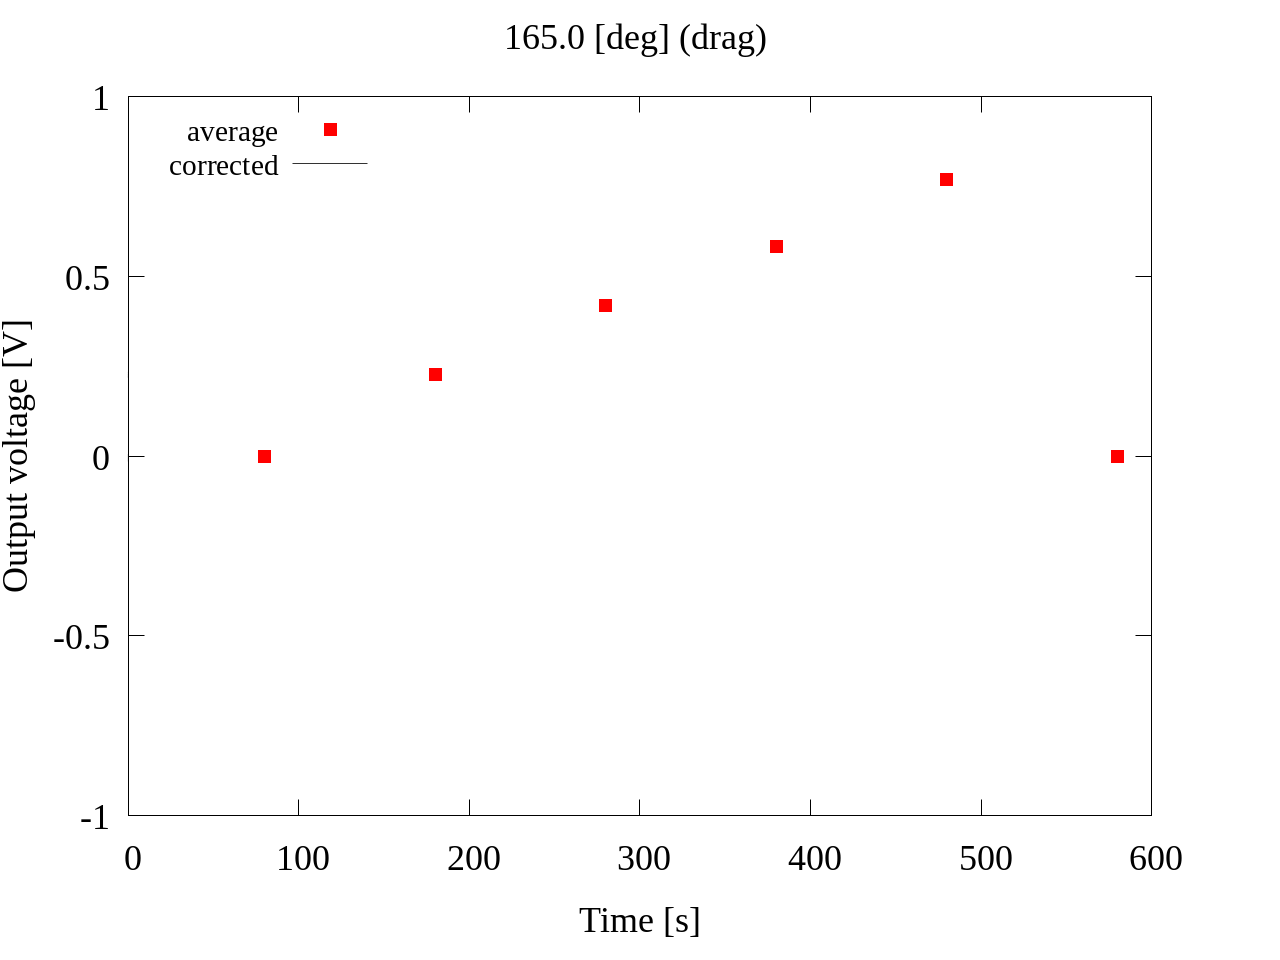 165.0 [deg] (drag)
1
average
corrected
0.5
0
-0.5
-1
Output voltage [V]
0 100 200 300 400 500 600
Time [s]